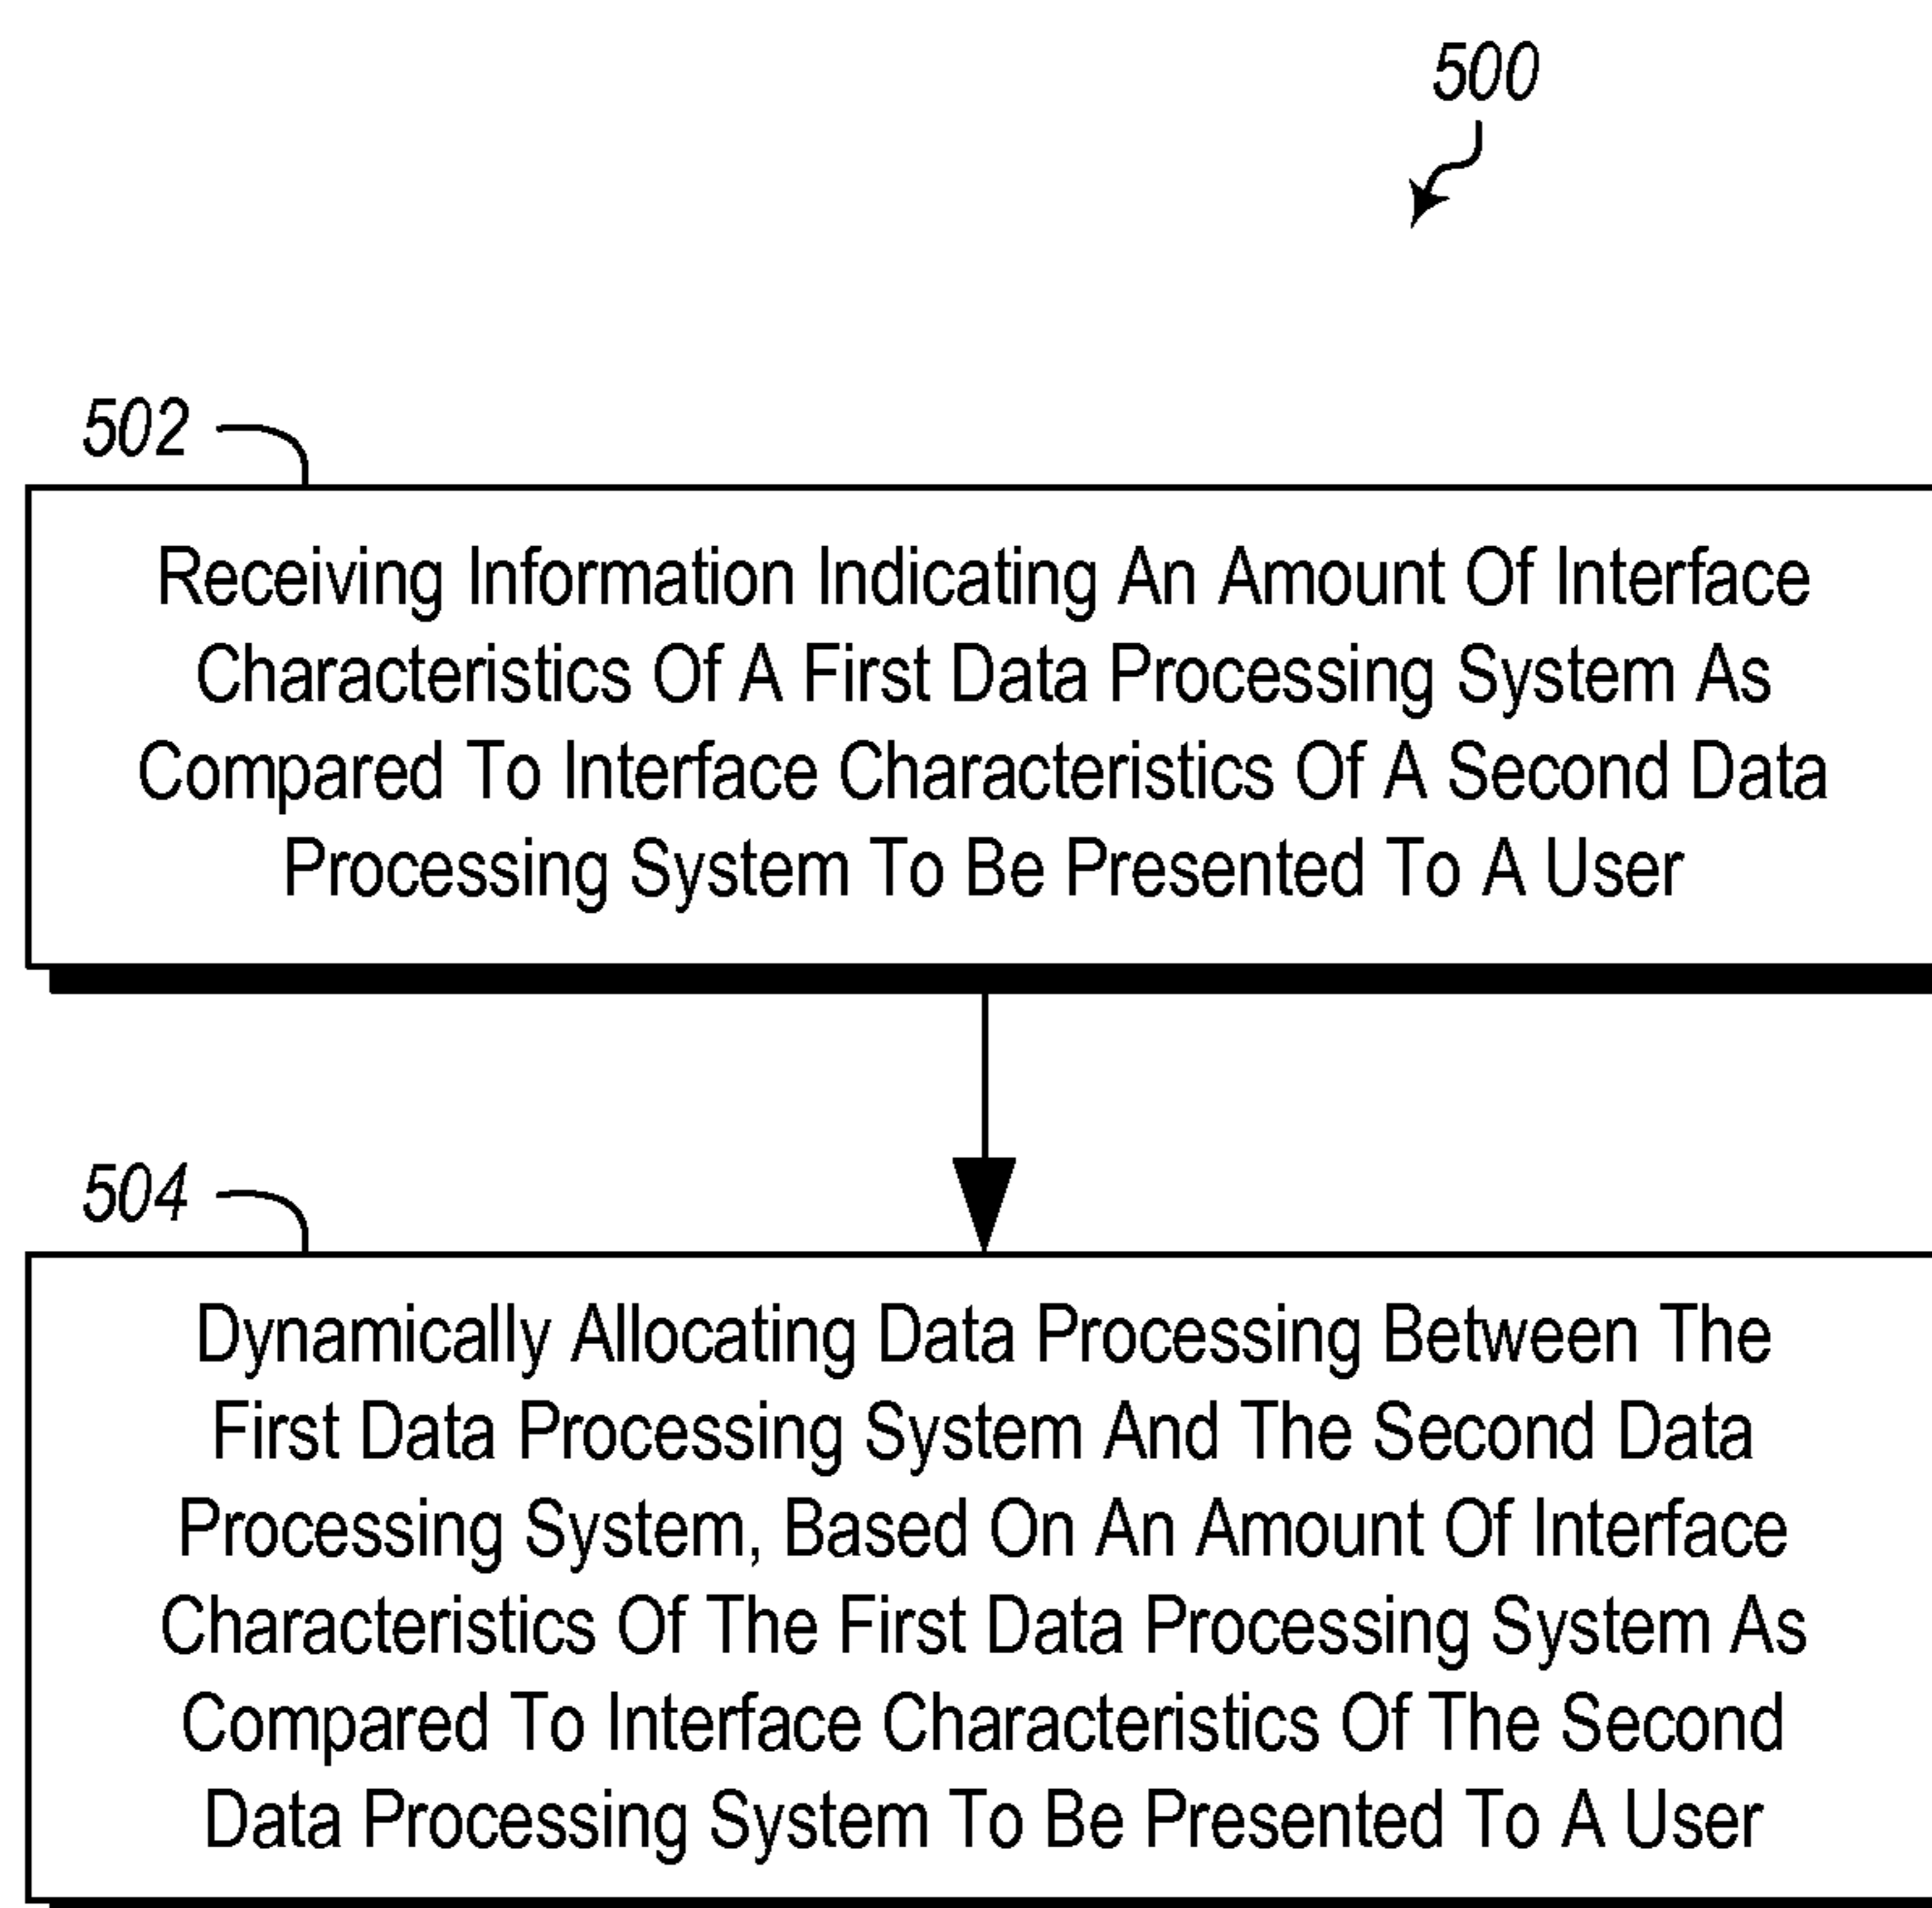 500
502
Receiving Information Indicating An Amount Of Interface
Characteristics Of A First Data Processing System As
Compared To Interface Characteristics Of A Second Data
Processing System To Be Presented To A User
504
Dynamically Allocating Data Processing Between The
First Data Processing System And The Second Data
Processing System, Based On An Amount Of Interface
Characteristics Of The First Data Processing System As
Compared To Interface Characteristics Of The Second
Data Processing System To Be Presented To A User